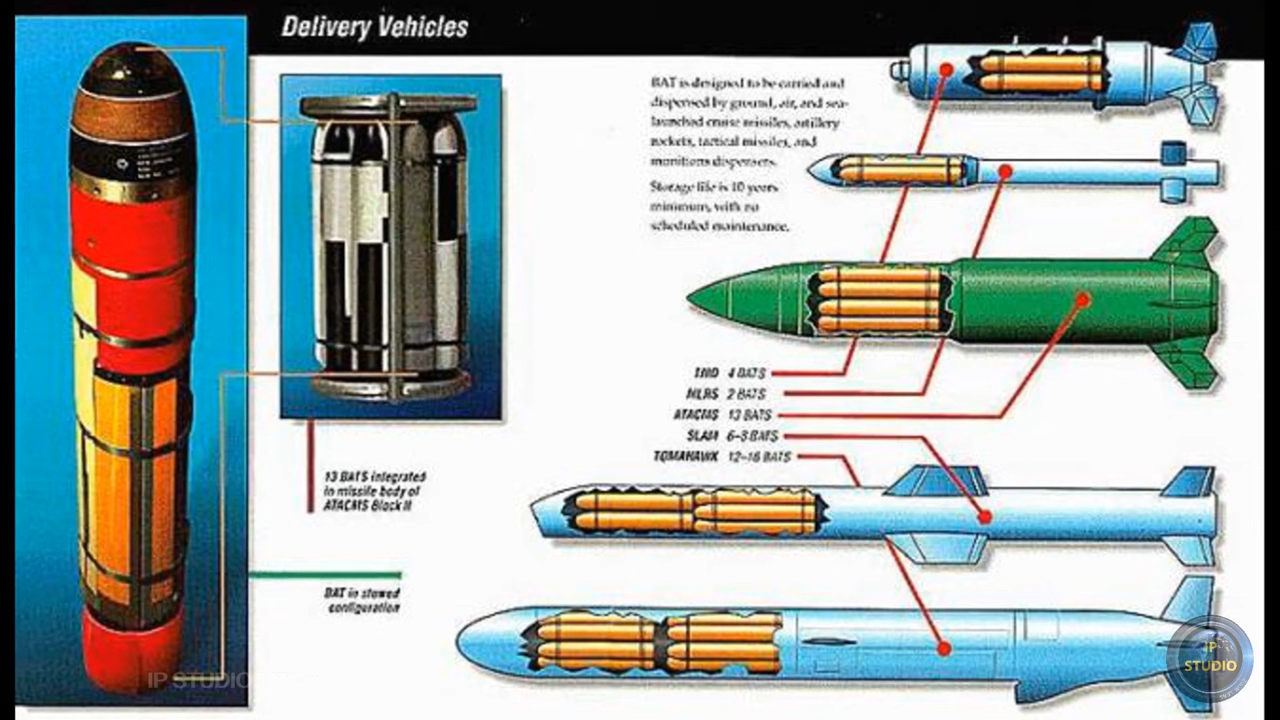 Delivery Vehicles
BAT is designed to be carried and
dispersed by ground, air, and sea-
launched cruise missiles, artillery
rockets, tactical missiles, and
munitions dispensers.
Storage life is 10 years
minimum, with no
scheduled maintenance.
TMD 4 BATS
MLRS 2 BATS
ATACMS 13 BATS
SLAM 6-8 BATS
TOMAHAWK 12-16 BATS
13 BATS integrated
in missile body of
ATACMS Block II
BAT in stowed
configuration
IP STUDIO
IP
STUDIO